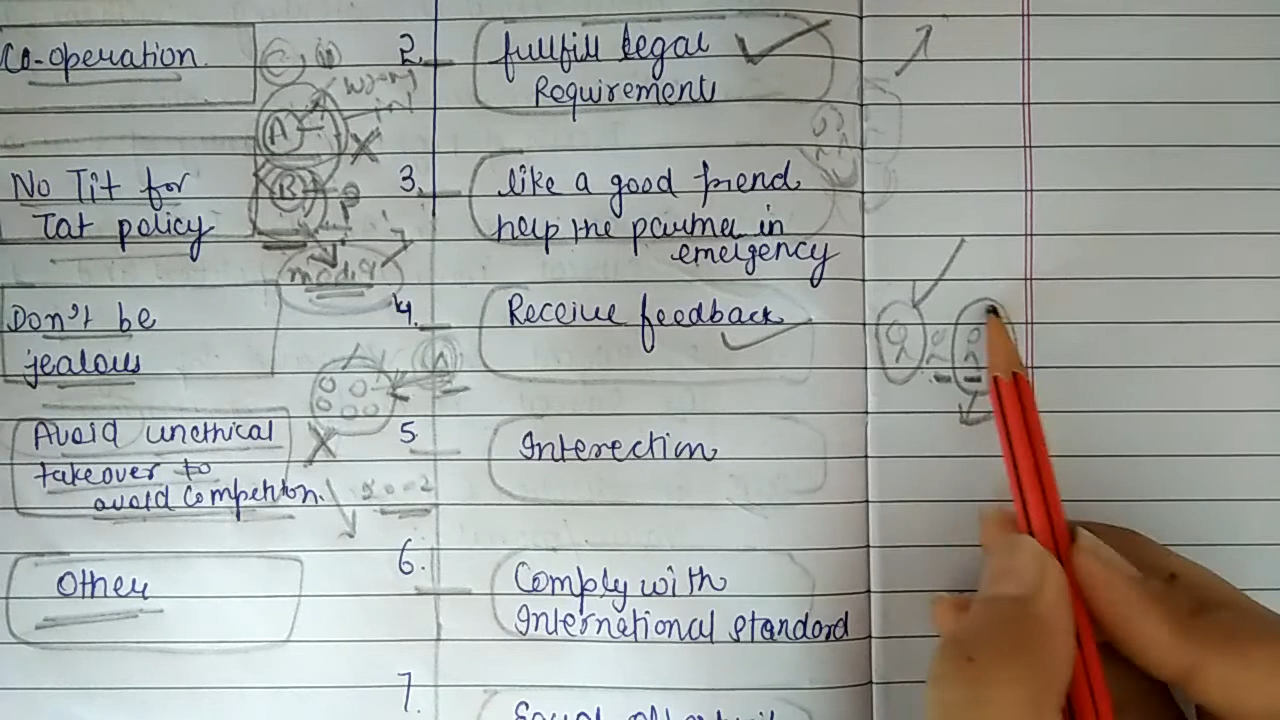 Co-operation.
No Tit for
Tat policy
Don't be
jealous
Avoid unethical
takeover to
avoid Competition.
Other
2.
fullfill legal
Requirement
3.
like a good friend
help the partner in
emergency
4.
Receive feedback
5.
Interection
6.
Comply with
International standard
7.
A
B
A